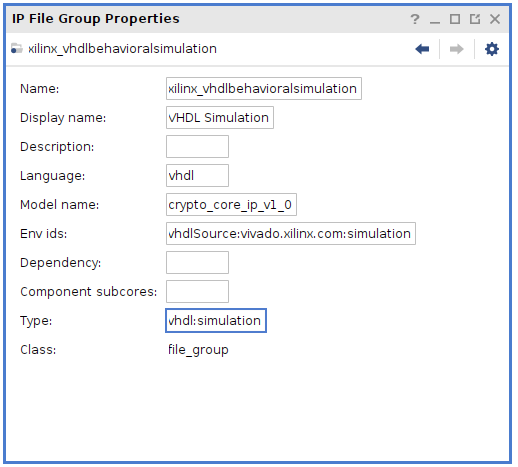 IP File Group Properties
xilinx_vhdlbehavioralsimulation
Name: xilinx_vhdlbehavioralsimulation
Display name: VHDL Simulation
Description:
Language: vhdl
Model name: crypto_core_ip_v1_0
Env ids: vhdlSource:vivado.xilinx.com:simulation
Dependency:
Component subcores:
Type: vhdl:simulation
Class: file_group